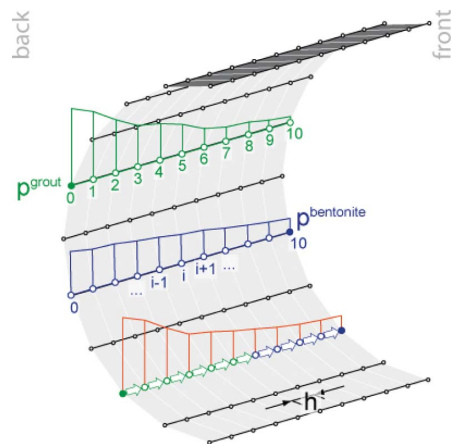 back
front
p^grout
0 1 2 3 4 5 6 7 8 9 10
p^bentonite
0 ... i-1 i i+1 ... 10
h